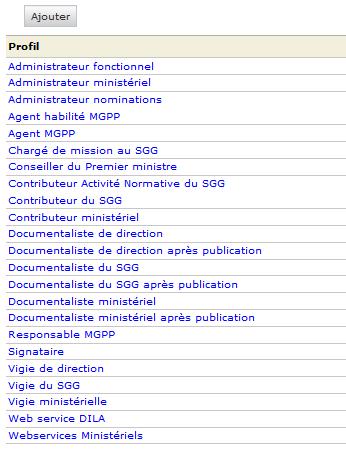 Ajouter
Profil
Administrateur fonctionnel
Administrateur ministériel
Administrateur nominations
Agent habilité MGPP
Agent MGPP
Chargé de mission au SGG
Conseiller du Premier ministre
Contributeur Activité Normative du SGG
Contributeur du SGG
Contributeur ministériel
Documentaliste de direction
Documentaliste de direction après publication
Documentaliste du SGG
Documentaliste du SGG après publication
Documentaliste ministériel
Documentaliste ministériel après publication
Responsable MGPP
Signataire
Vigie de direction
Vigie du SGG
Vigie ministérielle
Web service DILA
Webservices Ministériels